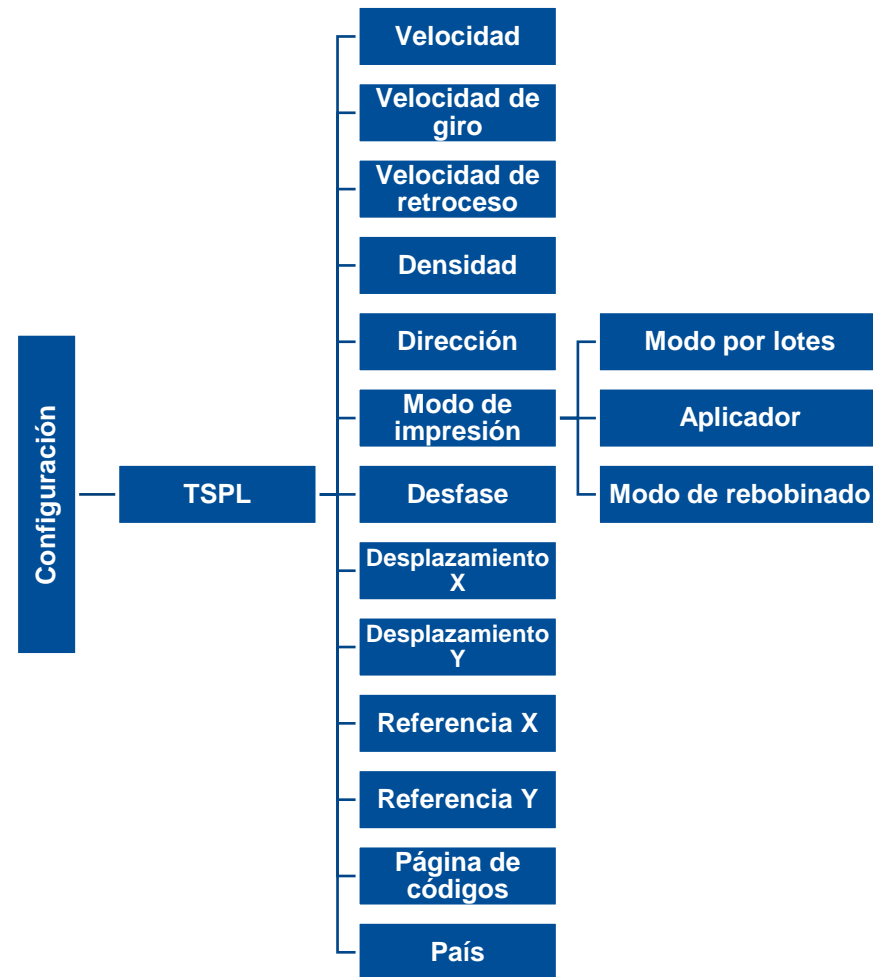 Configuración
TSPL
Velocidad
Velocidad de
giro
Velocidad de
retroceso
Densidad
Dirección
Modo de
impresión
Modo por lotes
Aplicador
Modo de rebobinado
Desfase
Desplazamiento
X
Desplazamiento
Y
Referencia X
Referencia Y
Página de
códigos
País